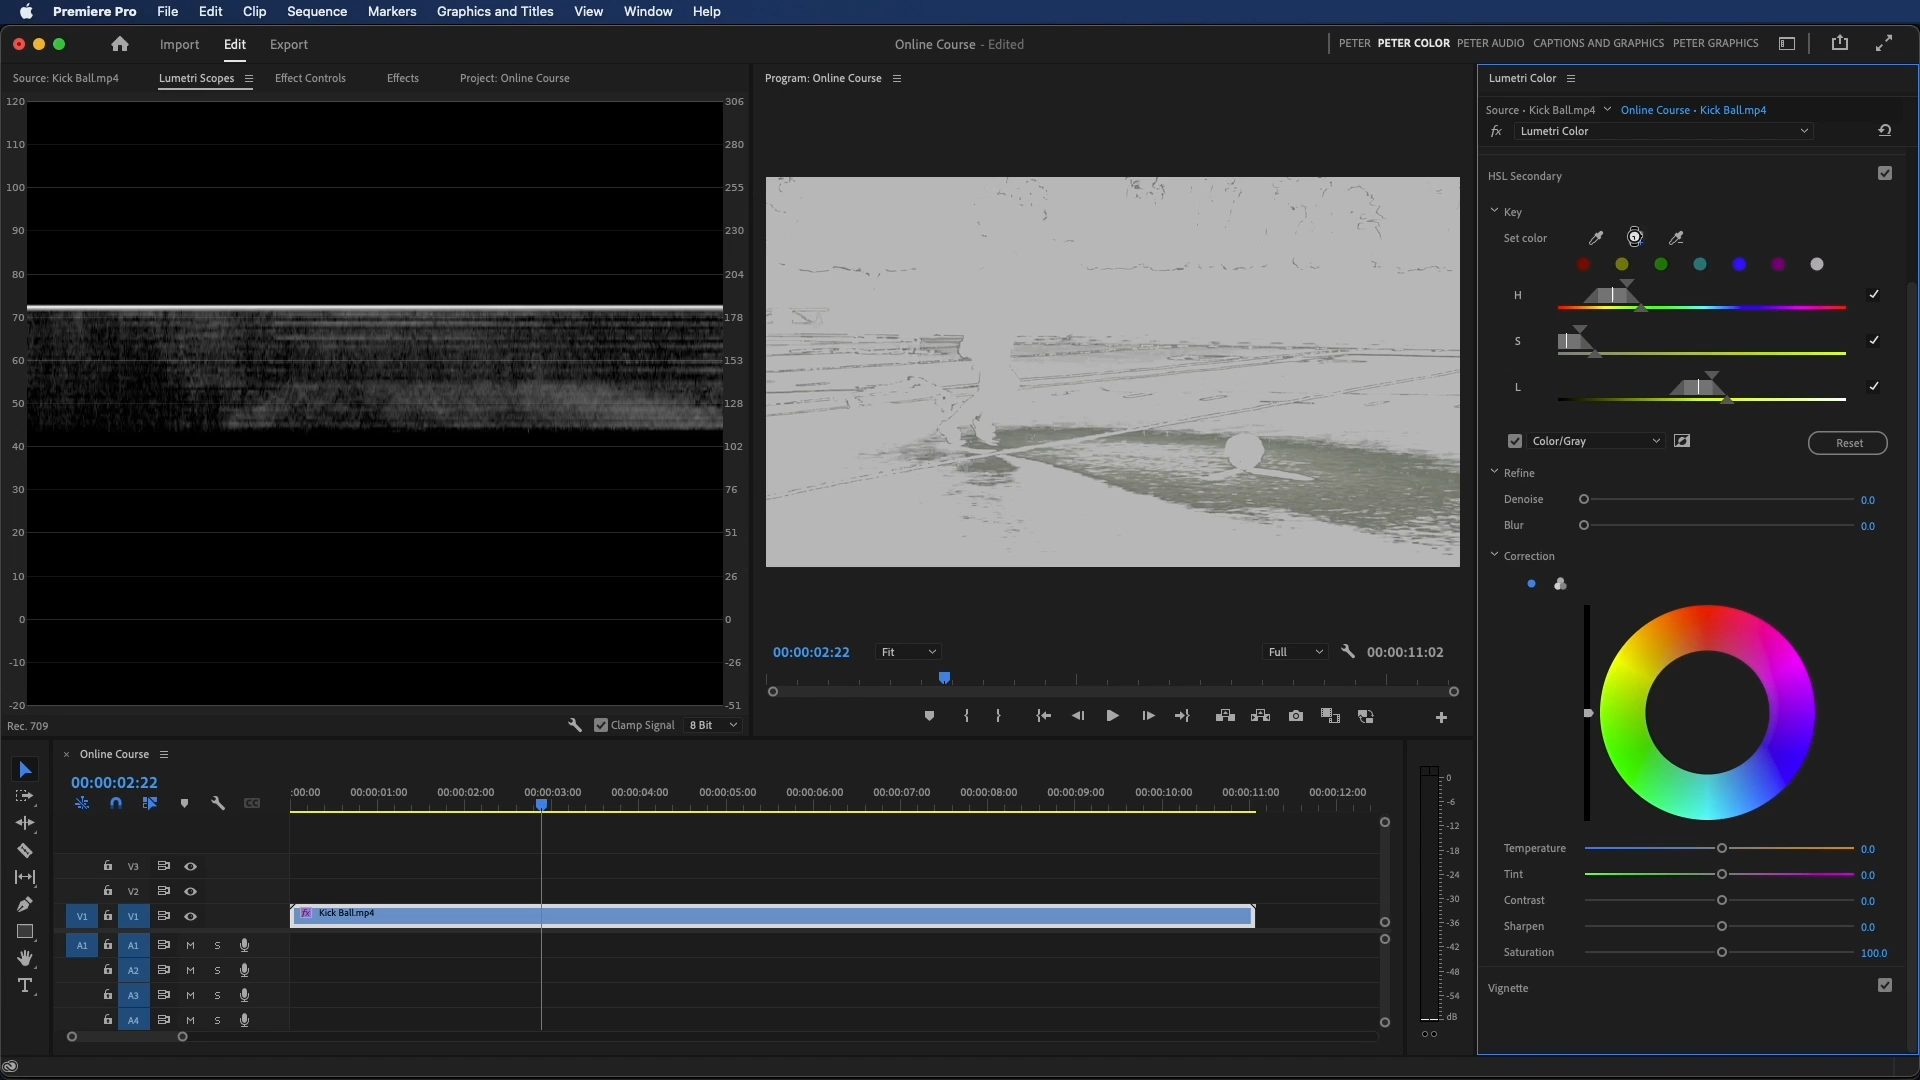 Premiere Pro File Edit Clip Sequence Markers Graphics and Titles View Window Help
Import Edit Export
Online Course - Edited
PETER PETER COLOR PETER AUDIO CAPTIONS AND GRAPHICS PETER GRAPHICS
Source: Kick Ball.mp4 Lumetri Scopes Effect Controls Effects Project: Online Course
120 306
110 280
100 255
90 230
80 204
70 178
60 153
50 128
40 102
30 76
20 51
10 26
0 0
-10 -26
-20 -51
Rec. 709 Clamp Signal 8 Bit
Program: Online Course
00:00:02:22 Fit Full 00:00:11:02
Lumetri Color
Source • Kick Ball.mp4 Online Course • Kick Ball.mp4
fx Lumetri Color
HSL Secondary
Key
Set color
H
S
L
Color/Gray Reset
Refine
Denoise 0.0
Blur 0.0
Correction
Temperature 0.0
Tint 0.0
Contrast 0.0
Sharpen 0.0
Saturation 100.0
Vignette
× Online Course
00:00:02:22
:00:00 00:00:01:00 00:00:02:00 00:00:03:00 00:00:04:00 00:00:05:00 00:00:06:00 00:00:07:00 00:00:08:00 00:00:09:00 00:00:10:00 00:00:11:00 00:00:12:00
V3
V2
V1 V1 fx Kick Ball.mp4
A1 A1 M S
A2 M S
A3 M S
A4 M S
0
-6
-12
-18
-24
-30
-36
-42
-48
-54
dB